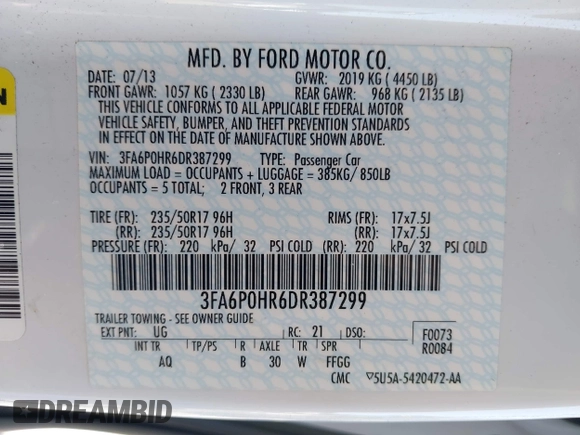 MFD. BY FORD MOTOR CO.
DATE: 07/13 GVWR: 2019 KG ( 4450 LB)
FRONT GAWR: 1057 KG ( 2330 LB) REAR GAWR: 968 KG ( 2135 LB)
THIS VEHICLE CONFORMS TO ALL APPLICABLE FEDERAL MOTOR
VEHICLE SAFETY, BUMPER, AND THEFT PREVENTION STANDARDS
IN EFFECT ON THE DATE OF MANUFACTURE SHOWN ABOVE.
VIN: 3FA6P0HR6DR387299 TYPE: Passenger Car
MAXIMUM LOAD = OCCUPANTS + LUGGAGE = 385KG/ 850LB
OCCUPANTS = 5 TOTAL; 2 FRONT, 3 REAR
TIRE (FR): 235/50R17 96H RIMS (FR): 17x7.5J
(RR): 235/50R17 96H (RR): 17x7.5J
PRESSURE (FR): 220 kPa/ 32 PSI COLD (RR): 220 kPa/ 32 PSI COLD
3FA6P0HR6DR387299
TRAILER TOWING - SEE OWNER GUIDE
EXT PNT: UG RC: 21 DSO: F0073
R0084
INT TR TP/PS R AXLE TR SPR
AQ B 30 W FFGG
CMC ▽5U5A-5420472-AA
DREAMBID